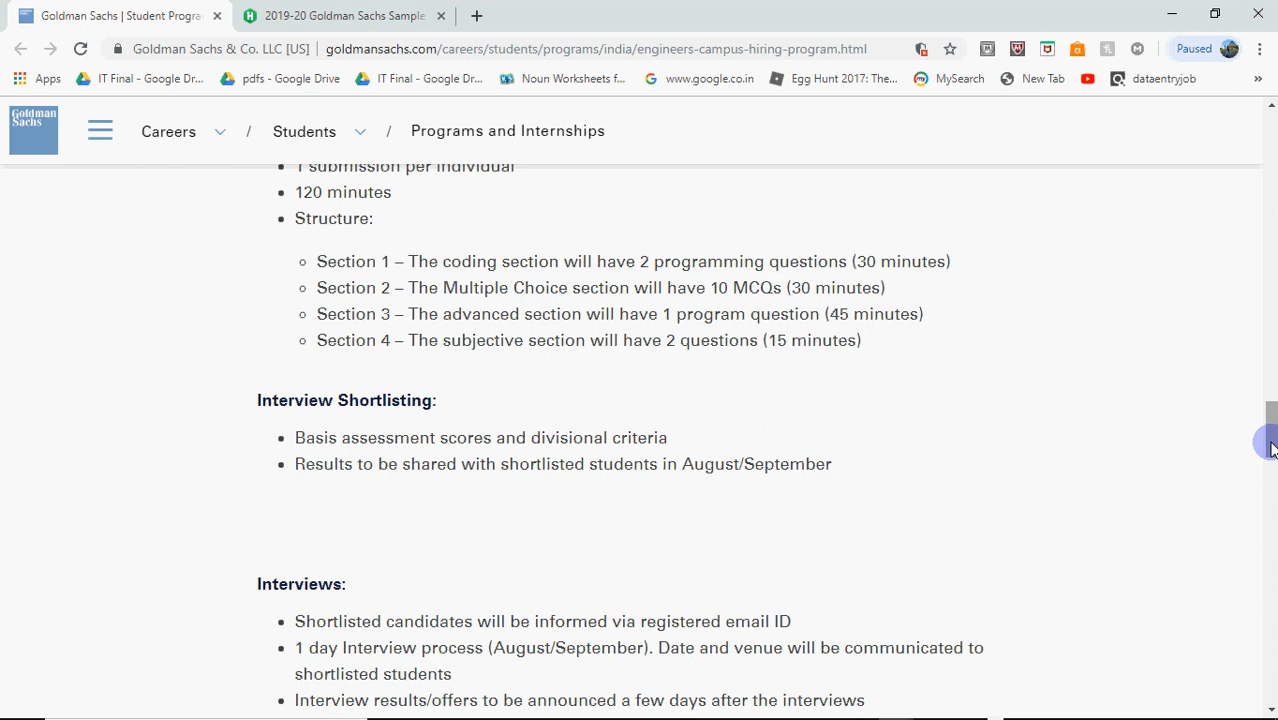 Goldman Sachs | Student Progra
2019-20 Goldman Sachs Sample
Goldman Sachs & Co. LLC [US] | goldmansachs.com/careers/students/programs/india/engineers-campus-hiring-program.html
Paused
Apps
IT Final - Google Dr...
pdfs - Google Drive
IT Final - Google Dr...
Noun Worksheets f...
www.google.co.in
Egg Hunt 2017: The...
MySearch
New Tab
dataentryjob
Goldman
Sachs
Careers / Students / Programs and Internships
• 1 submission per individual
• 120 minutes
• Structure:
○ Section 1 – The coding section will have 2 programming questions (30 minutes)
○ Section 2 – The Multiple Choice section will have 10 MCQs (30 minutes)
○ Section 3 – The advanced section will have 1 program question (45 minutes)
○ Section 4 – The subjective section will have 2 questions (15 minutes)
Interview Shortlisting:
• Basis assessment scores and divisional criteria
• Results to be shared with shortlisted students in August/September
Interviews:
• Shortlisted candidates will be informed via registered email ID
• 1 day Interview process (August/September). Date and venue will be communicated to
shortlisted students
• Interview results/offers to be announced a few days after the interviews